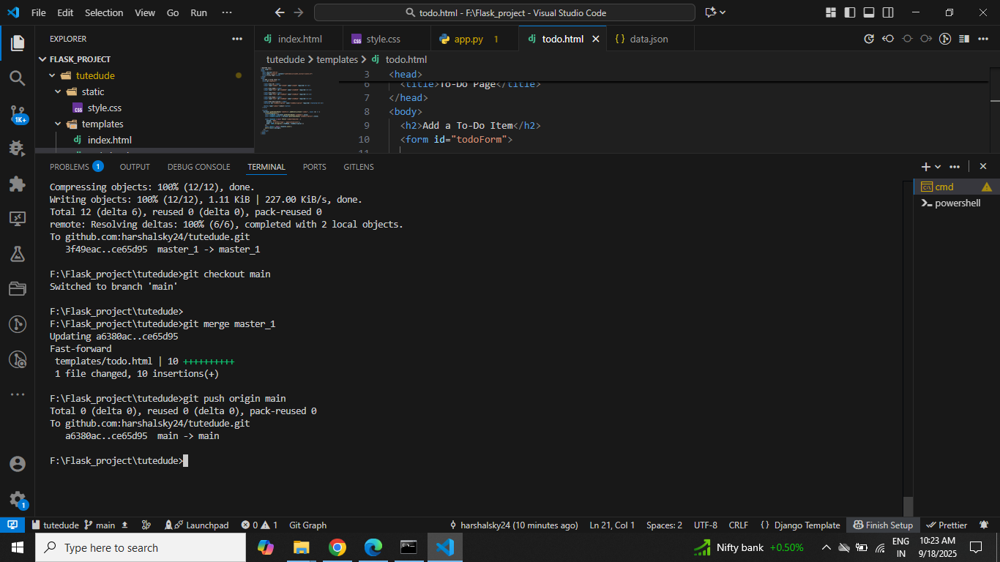 File Edit Selection View Go Run ··· todo.html - F:\Flask_project - Visual Studio Code
EXPLORER
index.html style.css app.py 1 todo.html data.json
FLASK_PROJECT
tutedude > templates > todo.html
tutedude
static
style.css
templates
index.html
3 <head>
6 <title>To-Do Page</title>
7 </head>
8 <body>
9 <h2>Add a To-Do Item</h2>
10 <form id="todoForm">
11
PROBLEMS 1 OUTPUT DEBUG CONSOLE TERMINAL PORTS GITLENS
1K+
cmd
powershell
Compressing objects: 100% (12/12), done.
Writing objects: 100% (12/12), 1.11 KiB | 227.00 KiB/s, done.
Total 12 (delta 6), reused 0 (delta 0), pack-reused 0
remote: Resolving deltas: 100% (6/6), completed with 2 local objects.
To github.com:harshalsky24/tutedude.git
3f49eac..ce65d95 master_1 -> master_1
F:\Flask_project\tutedude>git checkout main
Switched to branch 'main'
F:\Flask_project\tutedude>
F:\Flask_project\tutedude>git merge master_1
Updating a6380ac..ce65d95
Fast-forward
templates/todo.html | 10 ++++++++++
1 file changed, 10 insertions(+)
F:\Flask_project\tutedude>git push origin main
Total 0 (delta 0), reused 0 (delta 0), pack-reused 0
To github.com:harshalsky24/tutedude.git
a6380ac..ce65d95 main -> main
F:\Flask_project\tutedude>
1
tutedude main Launchpad 0 1 Git Graph harshalsky24 (10 minutes ago) Ln 21, Col 1 Spaces: 2 UTF-8 CRLF { } Django Template Finish Setup Prettier
Type here to search
Nifty bank +0.50%
ENG
IN
10:23 AM
9/18/2025